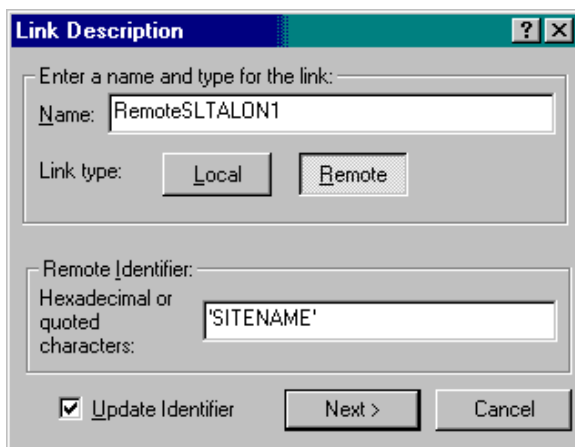 Link Description
Enter a name and type for the link:
Name: RemoteSLTALON1
Link type: Local Remote
Remote Identifier:
Hexadecimal or
quoted
characters:
'SITENAME'
Update Identifier Next > Cancel